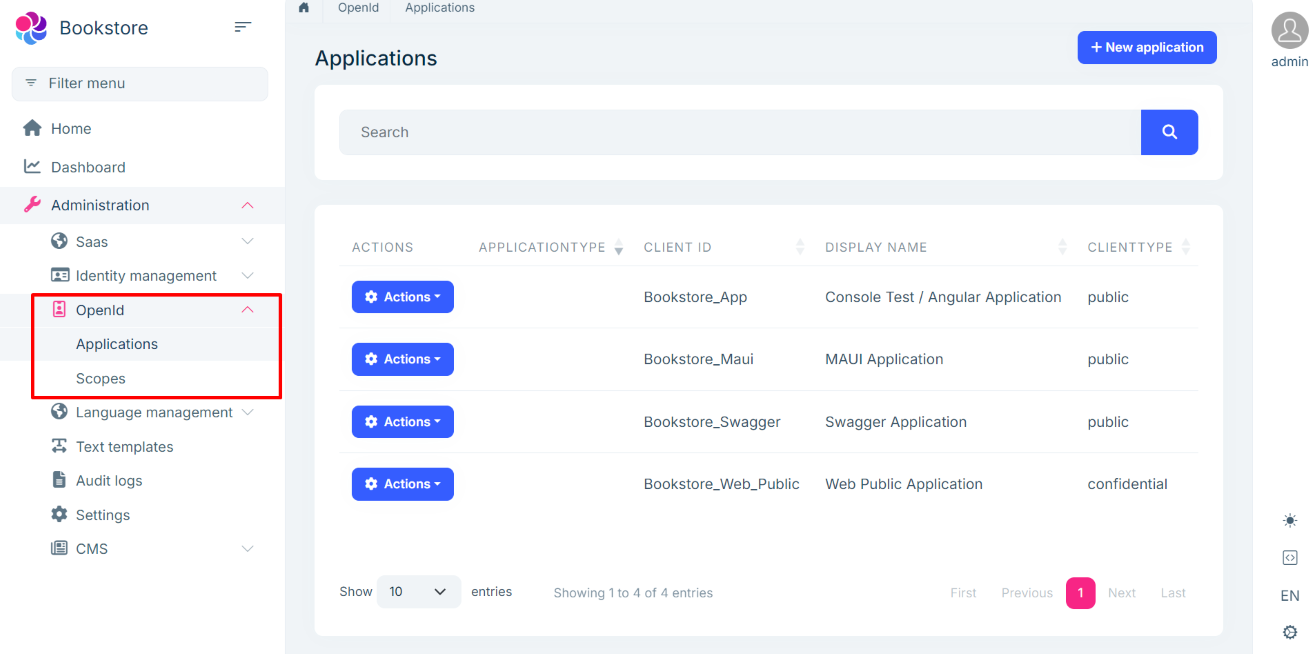 Bookstore
Filter menu
Home
Dashboard
Administration
Saas
Identity management
OpenId
Applications
Scopes
Language management
Text templates
Audit logs
Settings
CMS
OpenId Applications
Applications
+ New application
Search
ACTIONS APPLICATIONTYPE CLIENT ID DISPLAY NAME CLIENTTYPE
Actions Bookstore_App Console Test / Angular Application public
Actions Bookstore_Maui MAUI Application public
Actions Bookstore_Swagger Swagger Application public
Actions Bookstore_Web_Public Web Public Application confidential
Show 10 entries Showing 1 to 4 of 4 entries First Previous 1 Next Last
admin
EN